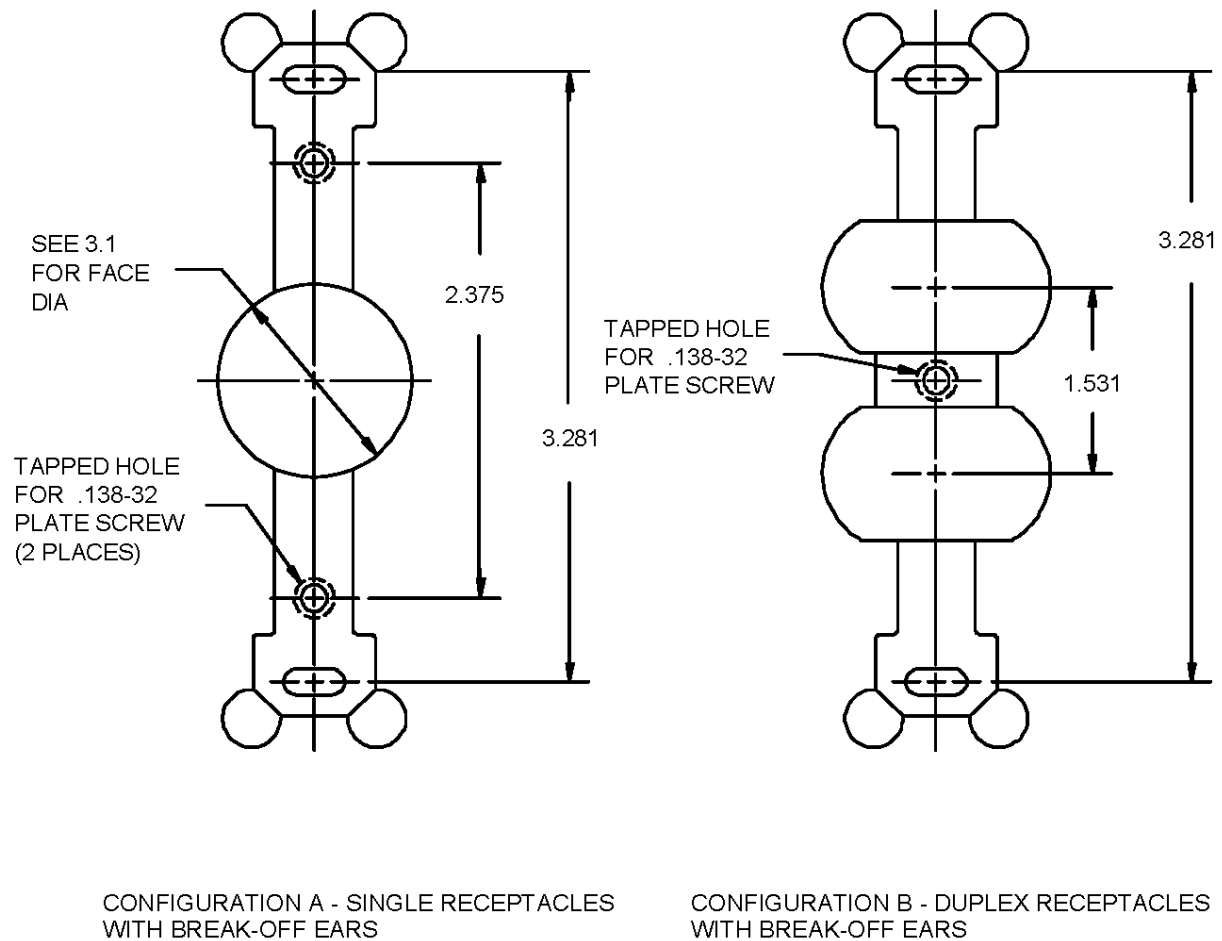 SEE 3.1
FOR FACE
DIA
2.375
3.281
TAPPED HOLE
FOR .138-32
PLATE SCREW
(2 PLACES)
3.281
TAPPED HOLE
FOR .138-32
PLATE SCREW
1.531
CONFIGURATION A - SINGLE RECEPTACLES
WITH BREAK-OFF EARS
CONFIGURATION B - DUPLEX RECEPTACLES
WITH BREAK-OFF EARS